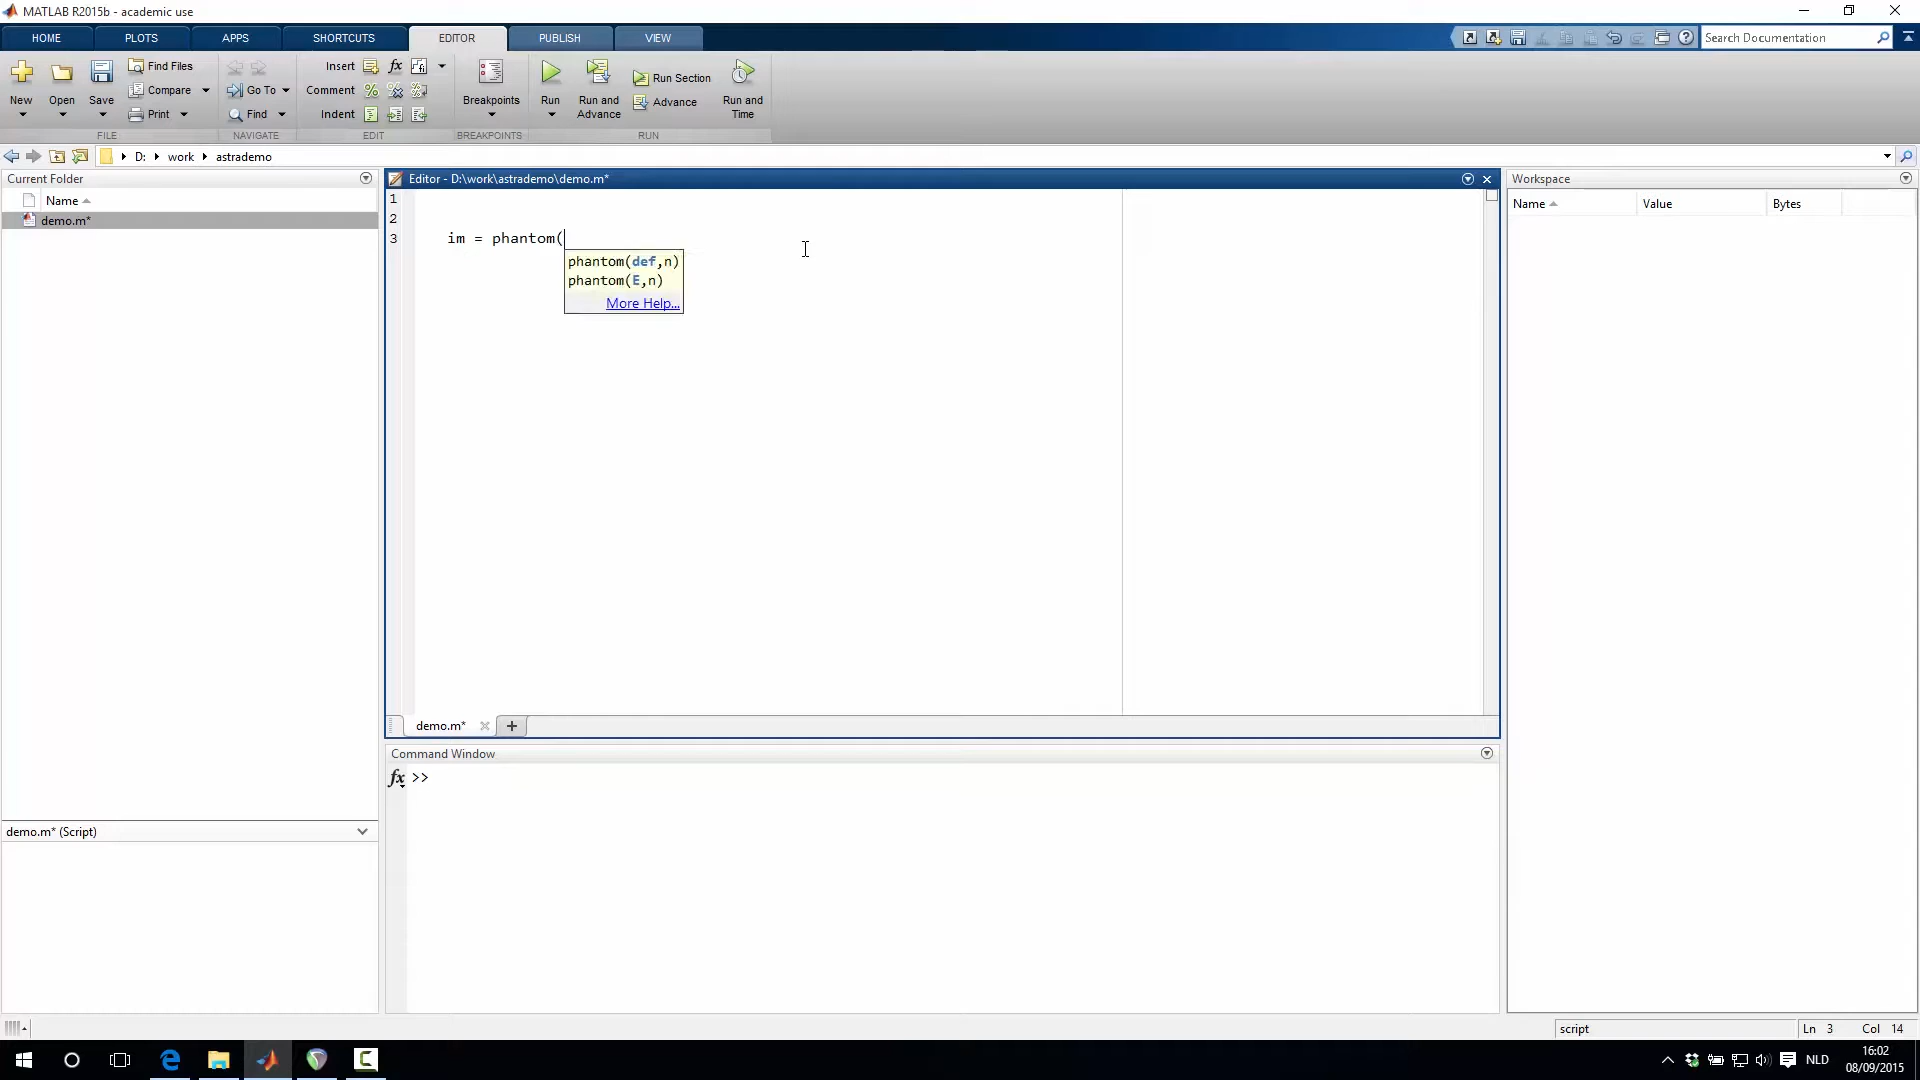 MATLAB R2015b - academic use
HOME PLOTS APPS SHORTCUTS EDITOR PUBLISH VIEW
Search Documentation
New
Open
Save
Find Files
Compare
Print
FILE
Go To
Find
NAVIGATE
Insert fx
Comment
Indent
EDIT
Breakpoints
BREAKPOINTS
Run
Run and
Advance
Run Section
Advance
Run and
Time
RUN
D: work astrademo
Current Folder
Name
demo.m*
Editor - D:\work\astrademo\demo.m*
1
2
3 im = phantom(
phantom(def,n)
phantom(E,n)
More Help...
demo.m*
Command Window
fx >>
Workspace
Name Value Bytes
demo.m* (Script)
script Ln 3 Col 14
NLD
16:02
08/09/2015